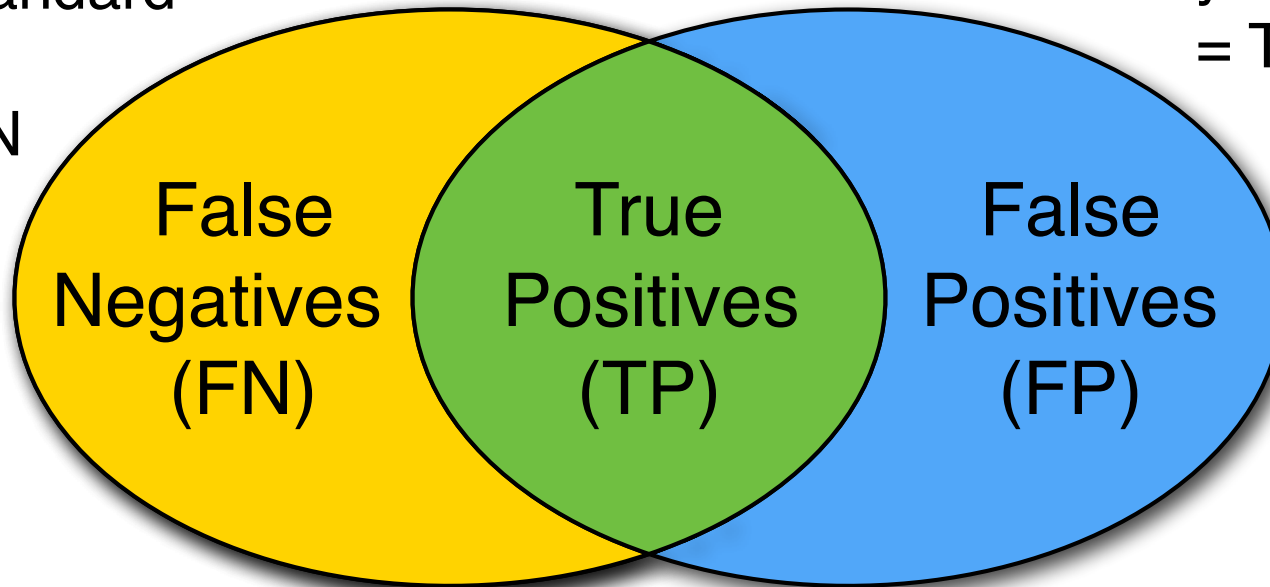 = T
N
False
Negatives
(FN)
True
Positives
(TP)
False
Positives
(FP)